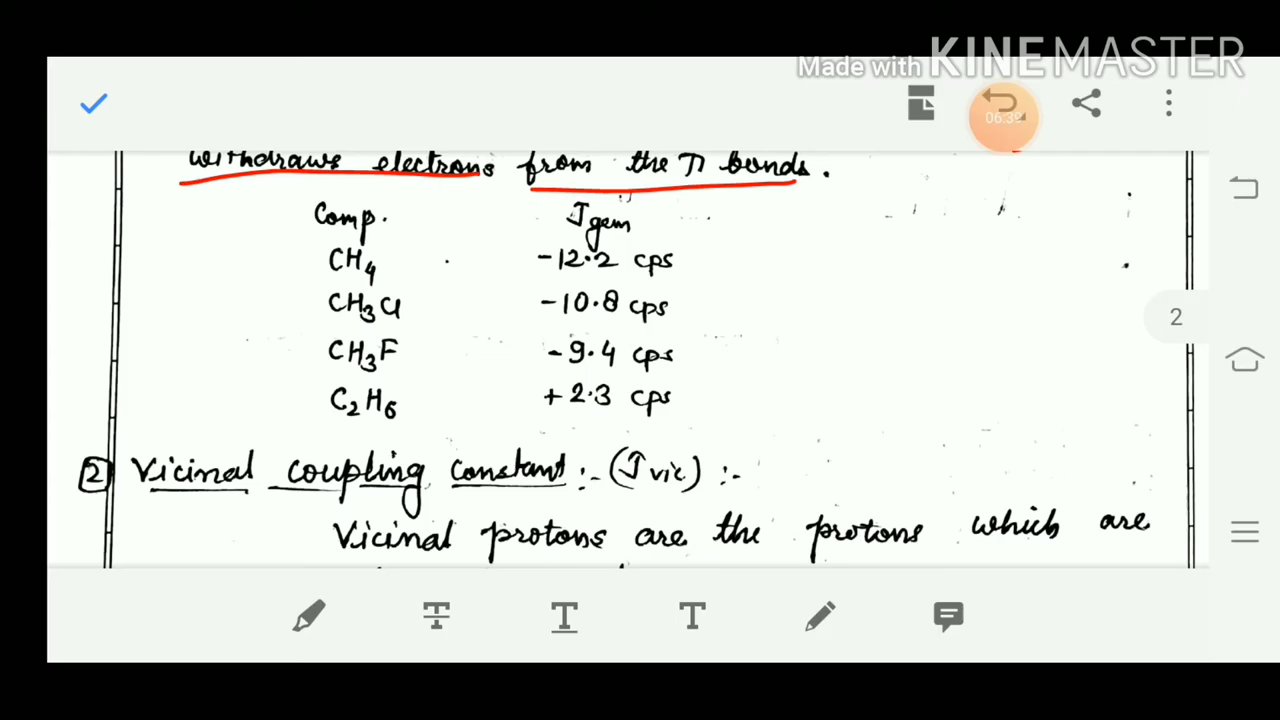 Made with KINEMASTER
06:39
withdraws electrons from the π bonds.
Comp. Jgem
CH4 -12.2 cps
CH3Cl -10.8 cps
CH3F -9.4 cps
C2H6 +2.3 cps
2
② Vicinal coupling constant :- (Jvic) :-
Vicinal protons are the protons which are